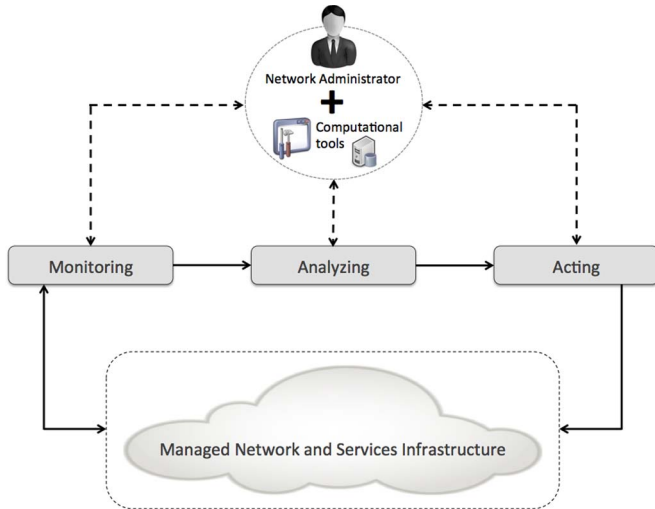 Network Administrator
+
Computational
tools
Monitoring
Analyzing
Acting
Managed Network and Services Infrastructure